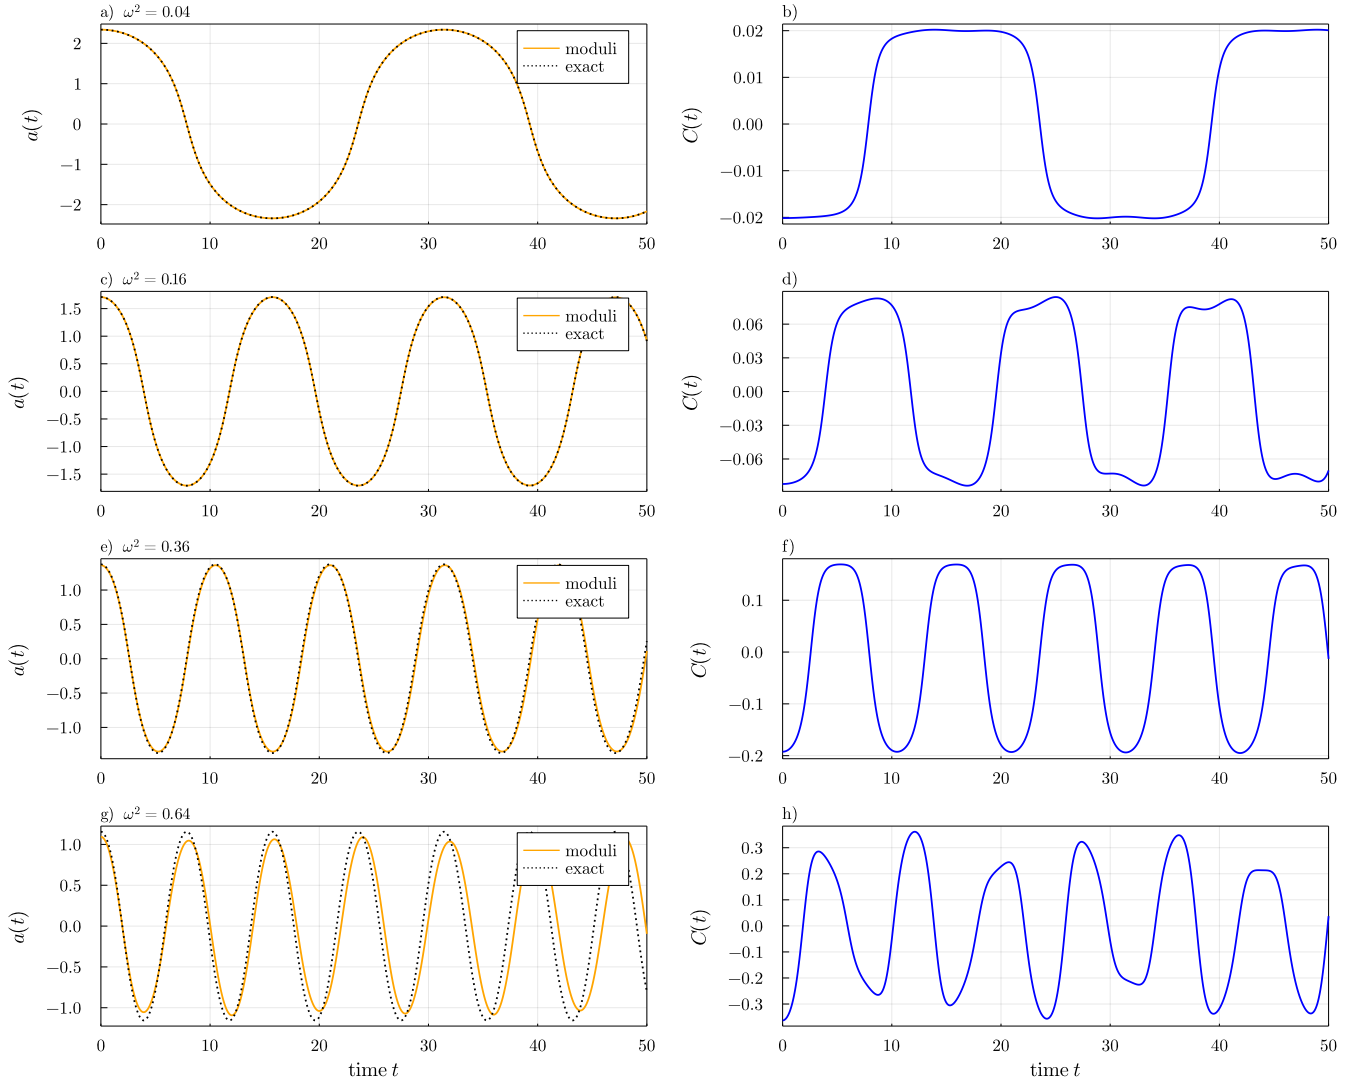 a) ω² = 0.04
b)
a(t)
2
1
0
−1
−2
moduli
exact
0 10 20 30 40 50
C(t)
0.02
0.01
0.00
−0.01
−0.02
0 10 20 30 40 50
c) ω² = 0.16
d)
a(t)
1.5
1.0
0.5
0.0
−0.5
−1.0
−1.5
moduli
exact
0 10 20 30 40 50
C(t)
0.06
0.03
0.00
−0.03
−0.06
0 10 20 30 40 50
e) ω² = 0.36
f)
a(t)
1.0
0.5
0.0
−0.5
−1.0
moduli
exact
0 10 20 30 40 50
C(t)
0.1
0.0
−0.1
−0.2
0 10 20 30 40 50
g) ω² = 0.64
h)
a(t)
1.0
0.5
0.0
−0.5
−1.0
moduli
exact
0 10 20 30 40 50
time t
C(t)
0.3
0.2
0.1
0.0
−0.1
−0.2
−0.3
0 10 20 30 40 50
time t